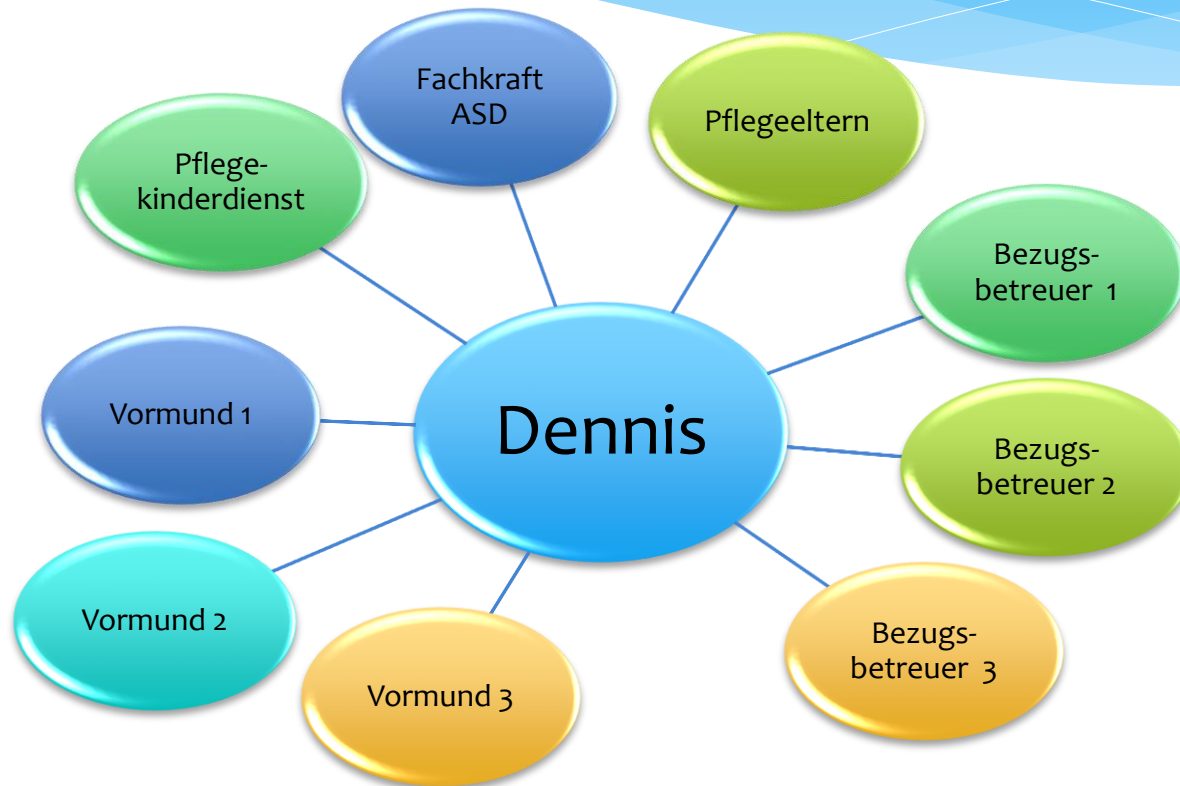 Fachkraft
ASD
Pflegeeltern
Pflege-
kinderdienst
Bezugs-
betreuer 1
Dennis
Vormund 1
Bezugs-
betreuer 2
Vormund 2
Bezugs-
betreuer 3
Vormund 3